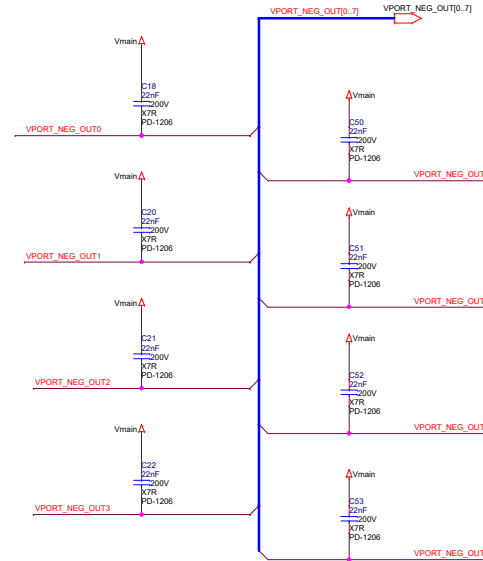 VPORT_NEG_OUT[0..7]
VPORT_NEG_OUT[0..7]
Vmain
C18
22nF
200V
X7R
PD-1206
VPORT_NEG_OUT0
Vmain
C50
22nF
200V
X7R
PD-1206
VPORT_NEG_OUT
Vmain
C20
22nF
200V
X7R
PD-1206
VPORT_NEG_OUT1
Vmain
C51
22nF
200V
X7R
PD-1206
VPORT_NEG_OUT
Vmain
C21
22nF
200V
X7R
PD-1206
VPORT_NEG_OUT2
Vmain
C52
22nF
200V
X7R
PD-1206
VPORT_NEG_OUT
Vmain
C22
22nF
200V
X7R
PD-1206
VPORT_NEG_OUT3
Vmain
C53
22nF
200V
X7R
PD-1206
VPORT_NEG_OUT